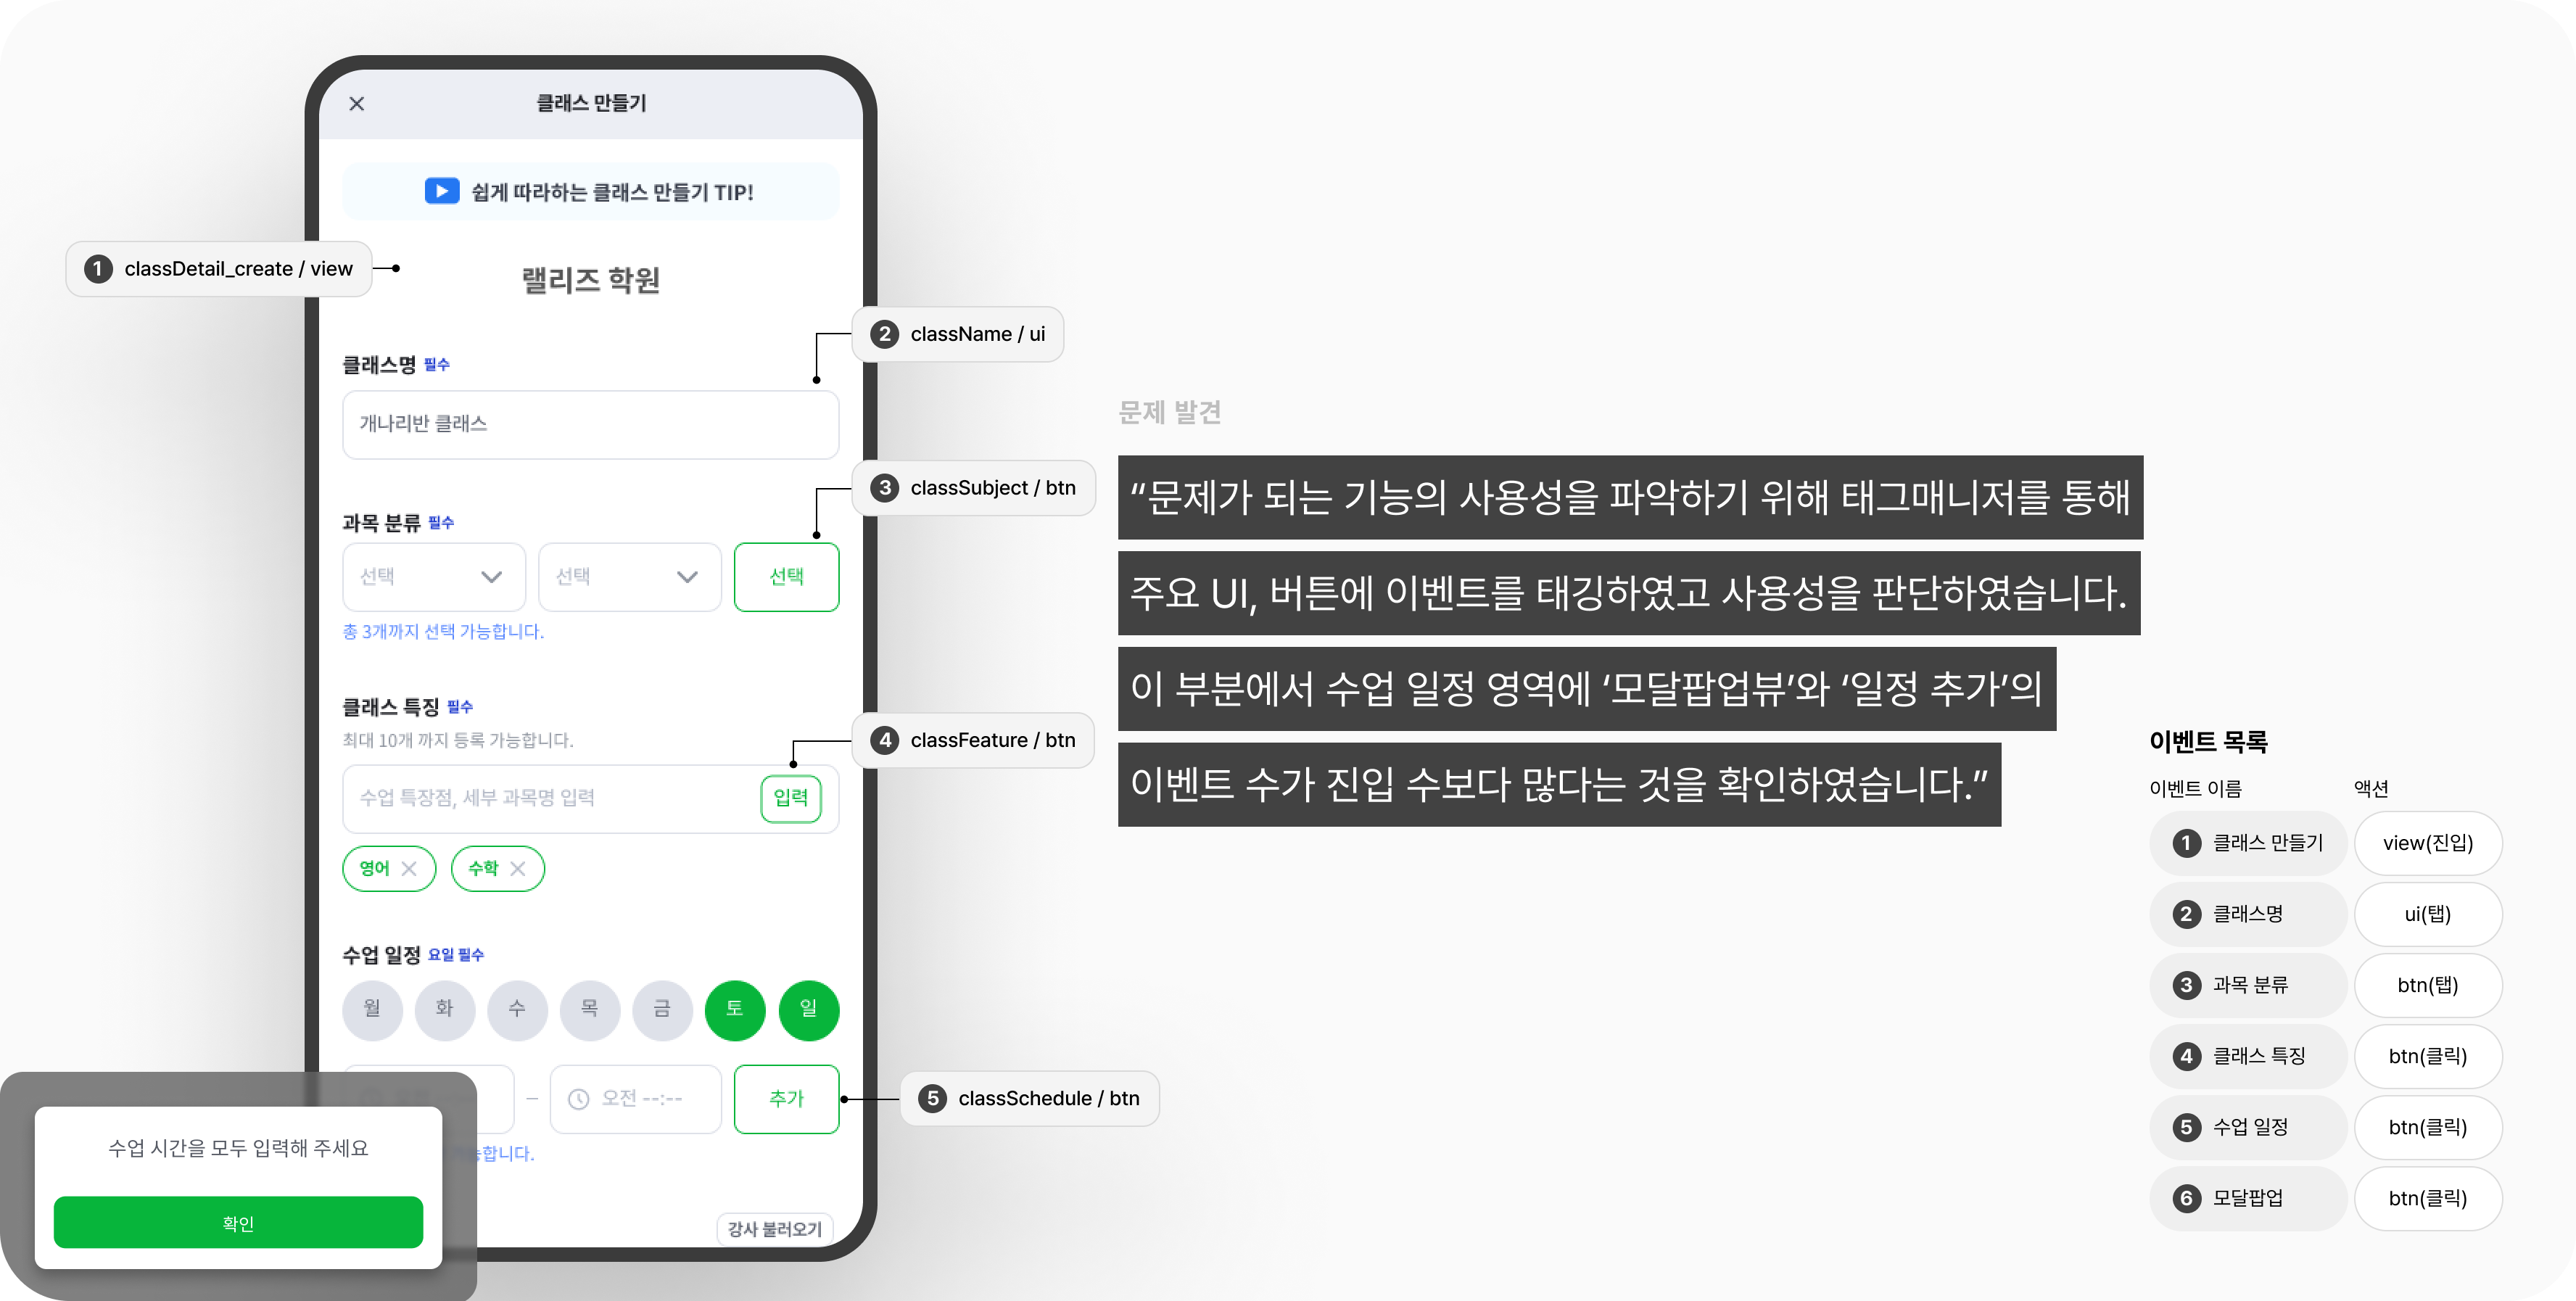 클래스 만들기
쉽게 따라하는 클래스 만들기 TIP!
1 classDetail_create / view
랠리즈 학원
2 className / ui
클래스명 필수
개나리반 클래스
3 classSubject / btn
과목 분류 필수
선택 선택 선택
총 3개까지 선택 가능합니다.
클래스 특징 필수
최대 10개 까지 등록 가능합니다.
4 classFeature / btn
수업 특장점, 세부 과목명 입력 입력
영어 수학
수업 일정 요일 필수
월 화 수 목 금 토 일
– 오전 --:-- 추가
5 classSchedule / btn
합니다.
강사 불러오기
수업 시간을 모두 입력해 주세요
확인
문제 발견
“문제가 되는 기능의 사용성을 파악하기 위해 태그매니저를 통해
주요 UI, 버튼에 이벤트를 태깅하였고 사용성을 판단하였습니다.
이 부분에서 수업 일정 영역에 ‘모달팝업뷰’와 ‘일정 추가’의
이벤트 수가 진입 수보다 많다는 것을 확인하였습니다.”
이벤트 목록
이벤트 이름 액션
1 클래스 만들기 view(진입)
2 클래스명 ui(탭)
3 과목 분류 btn(탭)
4 클래스 특징 btn(클릭)
5 수업 일정 btn(클릭)
6 모달팝업 btn(클릭)